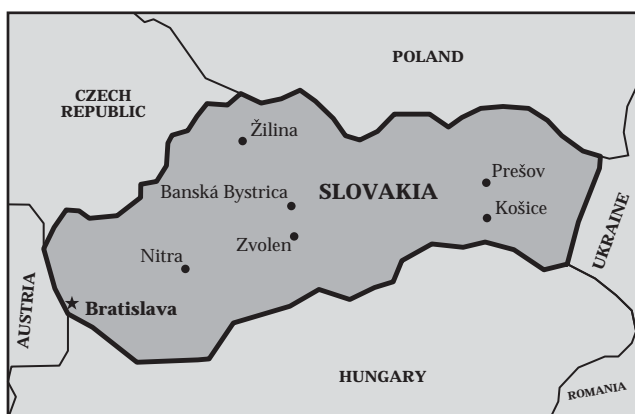 POLAND
CZECH
REPUBLIC
Žilina
Prešov
Banská Bystrica
SLOVAKIA
Košice
UKRAINE
Zvolen
Nitra
AUSTRIA
Bratislava
HUNGARY
ROMANIA